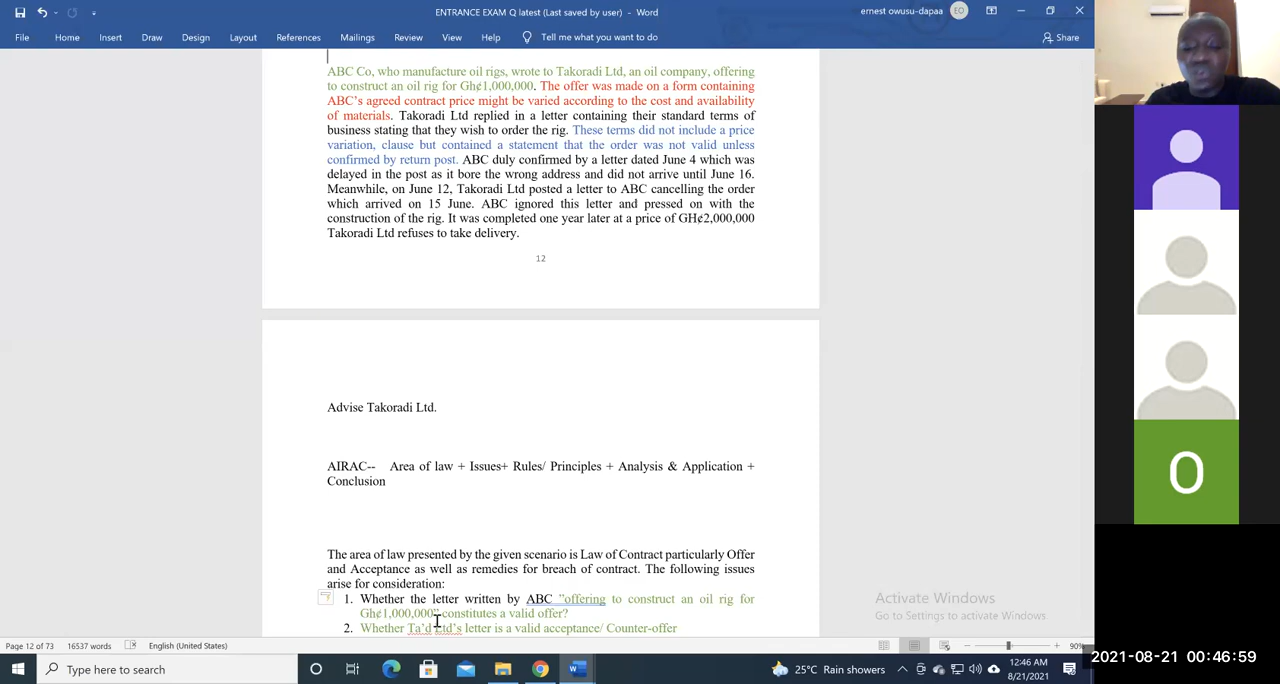 ENTRANCE EXAM Q latest (Last saved by user) - Word
ernest owusu-dapaa EO
File Home Insert Draw Design Layout References Mailings Review View Help Tell me what you want to do Share
ABC Co, who manufacture oil rigs, wrote to Takoradi Ltd, an oil company, offering
to construct an oil rig for Gh¢1,000,000. The offer was made on a form containing
ABC's agreed contract price might be varied according to the cost and availability
of materials. Takoradi Ltd replied in a letter containing their standard terms of
business stating that they wish to order the rig. These terms did not include a price
variation, clause but contained a statement that the order was not valid unless
confirmed by return post. ABC duly confirmed by a letter dated June 4 which was
delayed in the post as it bore the wrong address and did not arrive until June 16.
Meanwhile, on June 12, Takoradi Ltd posted a letter to ABC cancelling the order
which arrived on 15 June. ABC ignored this letter and pressed on with the
construction of the rig. It was completed one year later at a price of GH¢2,000,000
Takoradi Ltd refuses to take delivery.
12
Advise Takoradi Ltd.
AIRAC-- Area of law + Issues+ Rules/ Principles + Analysis & Application +
Conclusion
The area of law presented by the given scenario is Law of Contract particularly Offer
and Acceptance as well as remedies for breach of contract. The following issues
arise for consideration:
1. Whether the letter written by ABC "offering to construct an oil rig for
Gh¢1,000,000" constitutes a valid offer?
2. Whether Ta'd Ltd's letter is a valid acceptance/ Counter-offer
O
Activate Windows
Go to Settings to activate Windows.
Page 12 of 73 16537 words English (United States) 90%
Type here to search
25°C Rain showers
12:46 AM
8/21/2021
2021-08-21 00:46:59